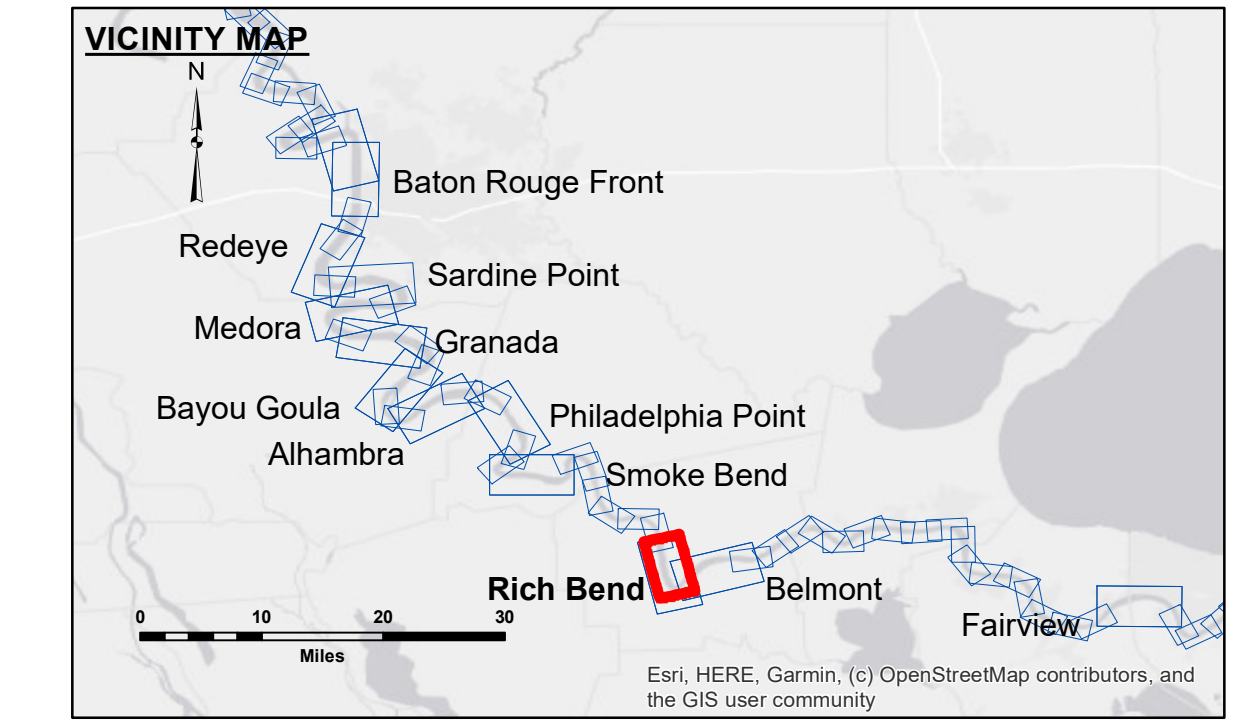 VICINITY MAP
N
Baton Rouge Front
Redeye
Sardine Point
Medora
Granada
Bayou Goula
Philadelphia Point
Alhambra
Smoke Bend
Rich Bend
Belmont
Fairview
0 10 20 30
Miles
Esri, HERE, Garmin, (c) OpenStreetMap contributors, and
the GIS user community